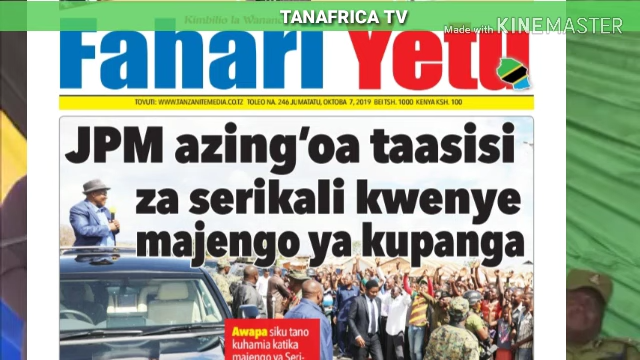 TANAFRICA TV
Made with KINEMASTER
Kimbilio la Wanano
Fahari Yetu
TOVUTI: WWW.TANZANITEMEDIA.CO.TZ TOLEO NA. 246 JUMATATU, OKTOBA 7, 2019 BEI TSH. 1000 KENYA KSH. 100
JPM azing'oa taasisi
za serikali kwenye
majengo ya kupanga
Awapa siku tano
kuhamia katika
majengo ya Seri-